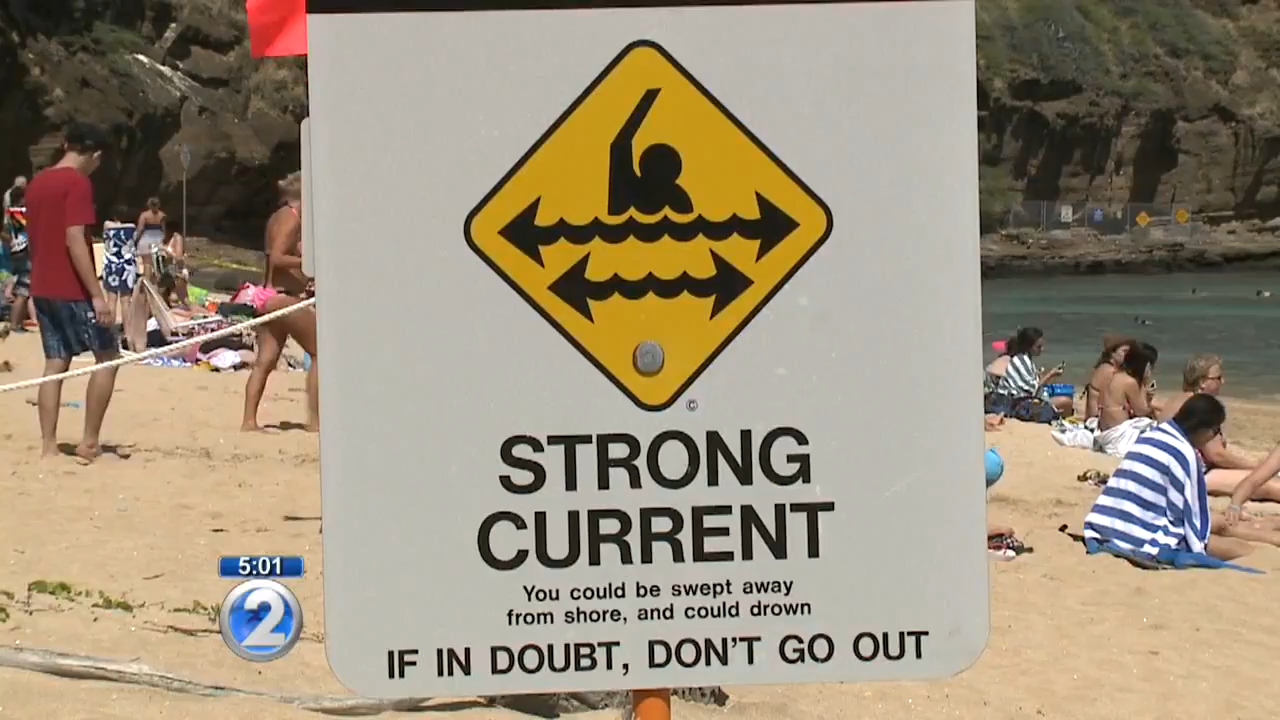 ©
STRONG
CURRENT
You could be swept away
from shore, and could drown
IF IN DOUBT, DON'T GO OUT
5:01
2